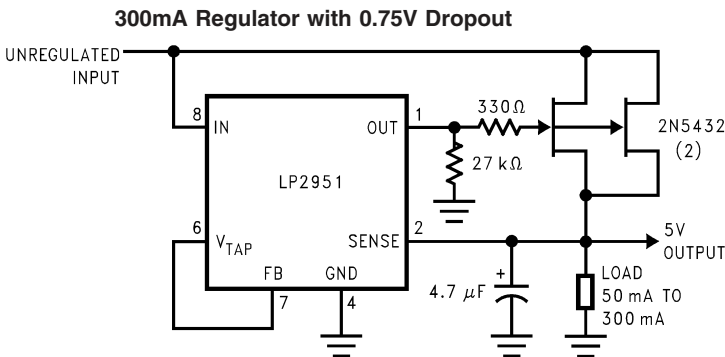 300mA Regulator with 0.75V Dropout
UNREGULATED
INPUT
8
IN
OUT
1
330Ω
2N5432
(2)
27 kΩ
LP2951
6
VTAP
SENSE
2
5V
OUTPUT
FB
GND
7
4
+
4.7 μF
LOAD
50 mA TO
300 mA